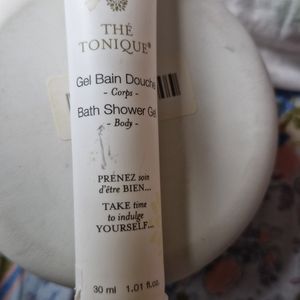 THÉ
TONIQUE®
Gel Bain Douche
- Corps -
Bath Shower Gel
- Body -
PRÉNEZ soin
d'être BIEN...
TAKE time
to indulge
YOURSELF...
30 ml 1.01 fl.oz.